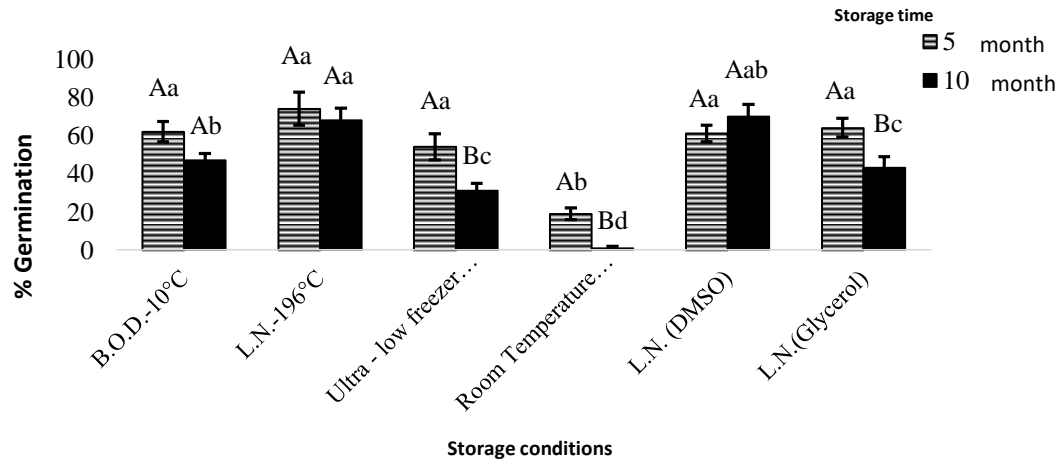 Storage time
5 month
10 month
% Germination
100
80
60
40
20
0
Aa
Ab
Aa
Aa
Aa
Bc
Ab
Bd
Aa
Aab
Aa
Bc
B.O.D.-10°C
L.N.-196°C
Ultra - low freezer…
Room Temperature…
L.N. (DMSO)
L.N.(Glycerol)
Storage conditions